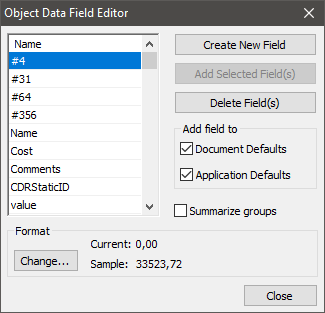 Object Data Field Editor
Name
#4
#31
#64
#356
Name
Cost
Comments
CDRStaticID
value
Create New Field
Add Selected Field(s)
Delete Field(s)
Add field to
Document Defaults
Application Defaults
Summarize groups
Format
Change...
Current: 0,00
Sample: 33523,72
Close